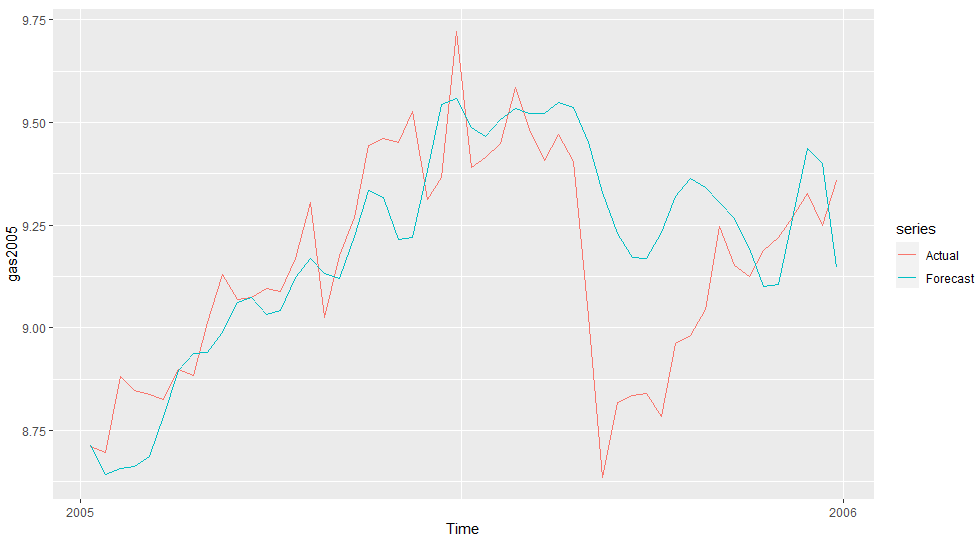 9.75
9.50
9.25
9.00
8.75
gas2005
2005
2006
Time
series
Actual
Forecast